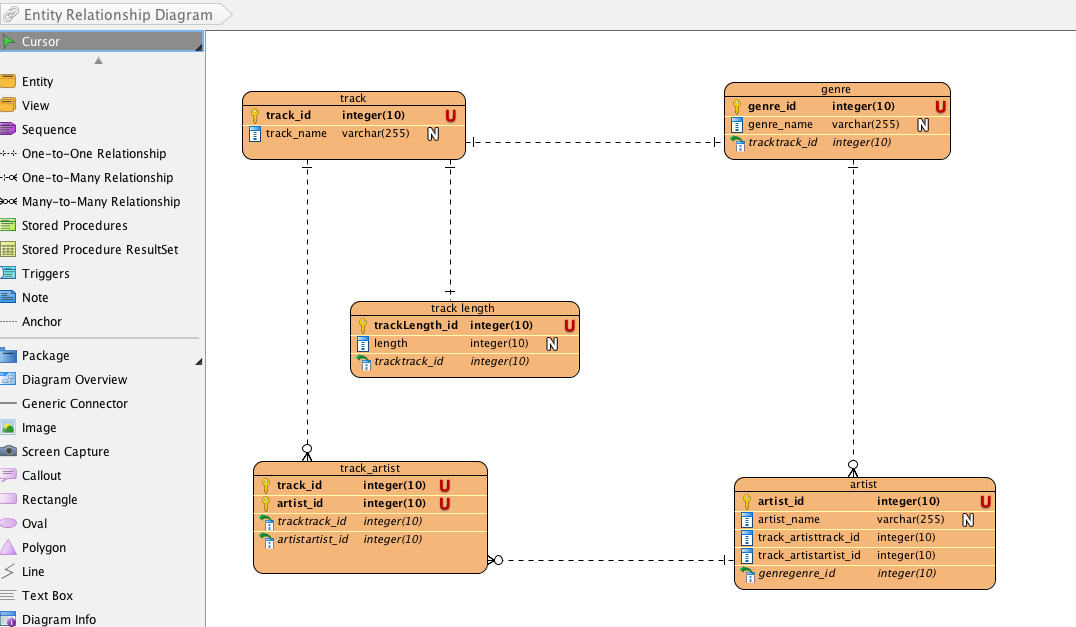 Entity Relationship Diagram
Cursor
Entity
View
Sequence
One-to-One Relationship
One-to-Many Relationship
Many-to-Many Relationship
Stored Procedures
Stored Procedure ResultSet
Triggers
Note
Anchor
Package
Diagram Overview
Generic Connector
Image
Screen Capture
Callout
Rectangle
Oval
Polygon
Line
Text Box
Diagram Info
track
track_id integer(10) U
track_name varchar(255) N
genre
genre_id integer(10) U
genre_name varchar(255) N
tracktrack_id integer(10)
track length
trackLength_id integer(10) U
length integer(10) N
tracktrack_id integer(10)
track_artist
track_id integer(10) U
artist_id integer(10) U
tracktrack_id integer(10)
artistartist_id integer(10)
artist
artist_id integer(10) U
artist_name varchar(255) N
track_artisttrack_id integer(10)
track_artistartist_id integer(10)
genregenre_id integer(10)